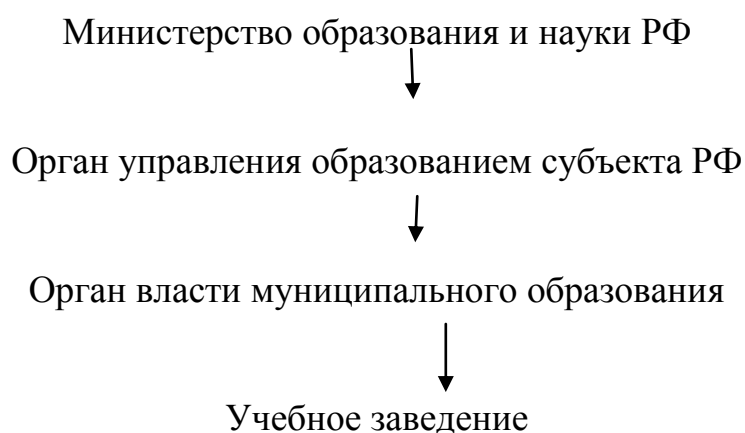 Министерство образования и науки РФ
Орган управления образованием субъекта РФ
Орган власти муниципального образования
Учебное заведение